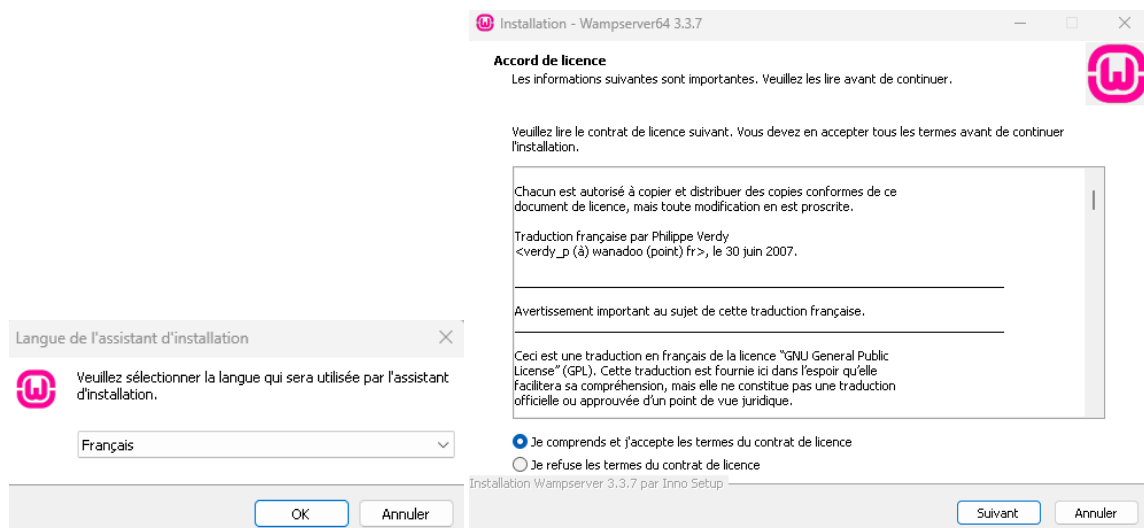 Langue de l'assistant d'installation
Veuillez sélectionner la langue qui sera utilisée par l'assistant
d'installation.
Français
OK
Annuler
Installation - Wampserver64 3.3.7
Accord de licence
Les informations suivantes sont importantes. Veuillez les lire avant de continuer.
Veuillez lire le contrat de licence suivant. Vous devez en accepter tous les termes avant de continuer
l'installation.
Chacun est autorisé à copier et distribuer des copies conformes de ce
document de licence, mais toute modification en est proscrite.
Traduction française par Philippe Verdy
<verdy_p (à) wanadoo (point) fr>, le 30 juin 2007.
Avertissement important au sujet de cette traduction française.
Ceci est une traduction en français de la licence "GNU General Public
License" (GPL). Cette traduction est fournie ici dans l'espoir qu'elle
facilitera sa compréhension, mais elle ne constitue pas une traduction
officielle ou approuvée d'un point de vue juridique.
Je comprends et j'accepte les termes du contrat de licence
Je refuse les termes du contrat de licence
Installation Wampserver 3.3.7 par Inno Setup
Suivant
Annuler